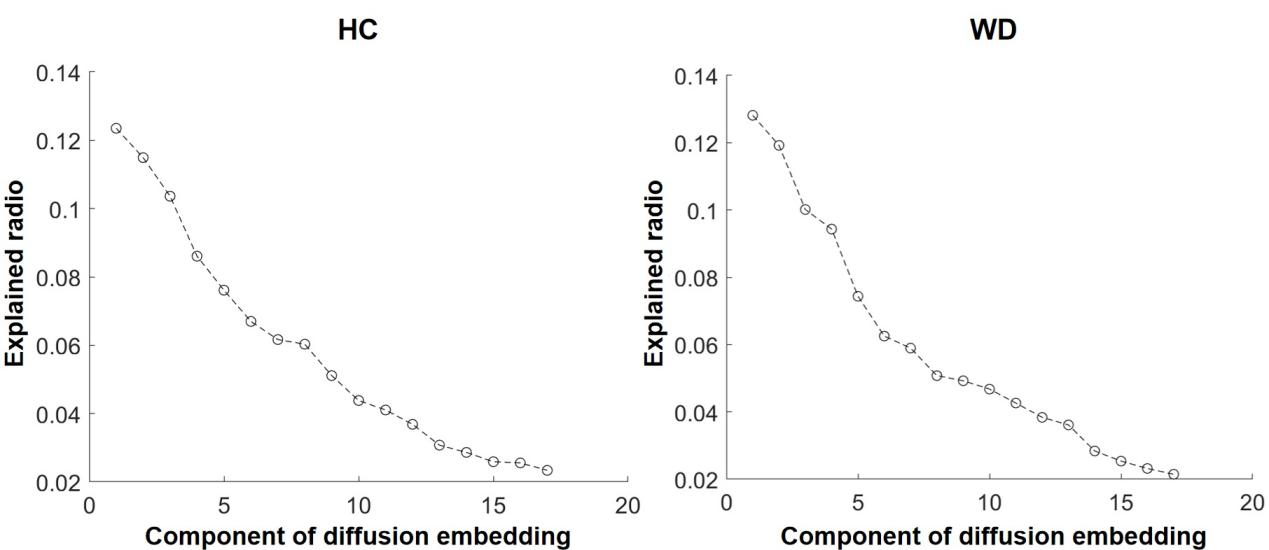 HC
0.14
0.12
0.1
0.08
0.06
0.04
0.02
Explained radio
0 5 10 15 20
Component of diffusion embedding
WD
0.14
0.12
0.1
0.08
0.06
0.04
0.02
Explained radio
0 5 10 15 20
Component of diffusion embedding